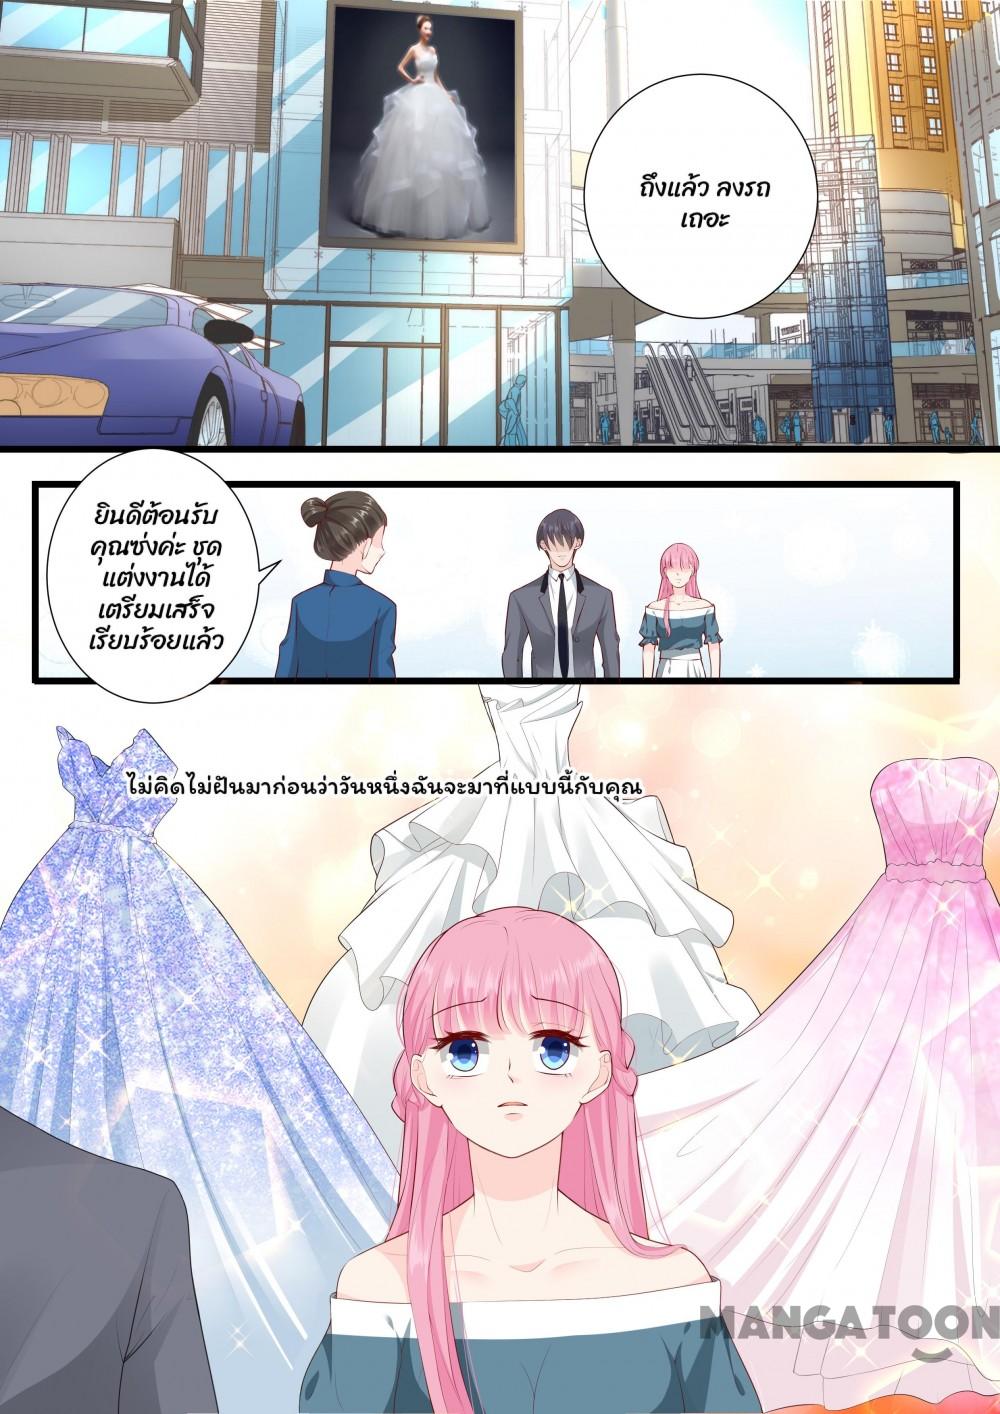 ถึงแล้ว ลงรถ
เถอะ
ยินดีต้อนรับ
คุณซ่งค่ะ ชุด
แต่งงานได้
เตรียมเสร็จ
เรียบร้อยแล้ว
ไม่คิดไม่ฝันมาก่อนว่าวันหนึ่งฉันจะมาที่แบบนี้กับคุณ
MANGATOON